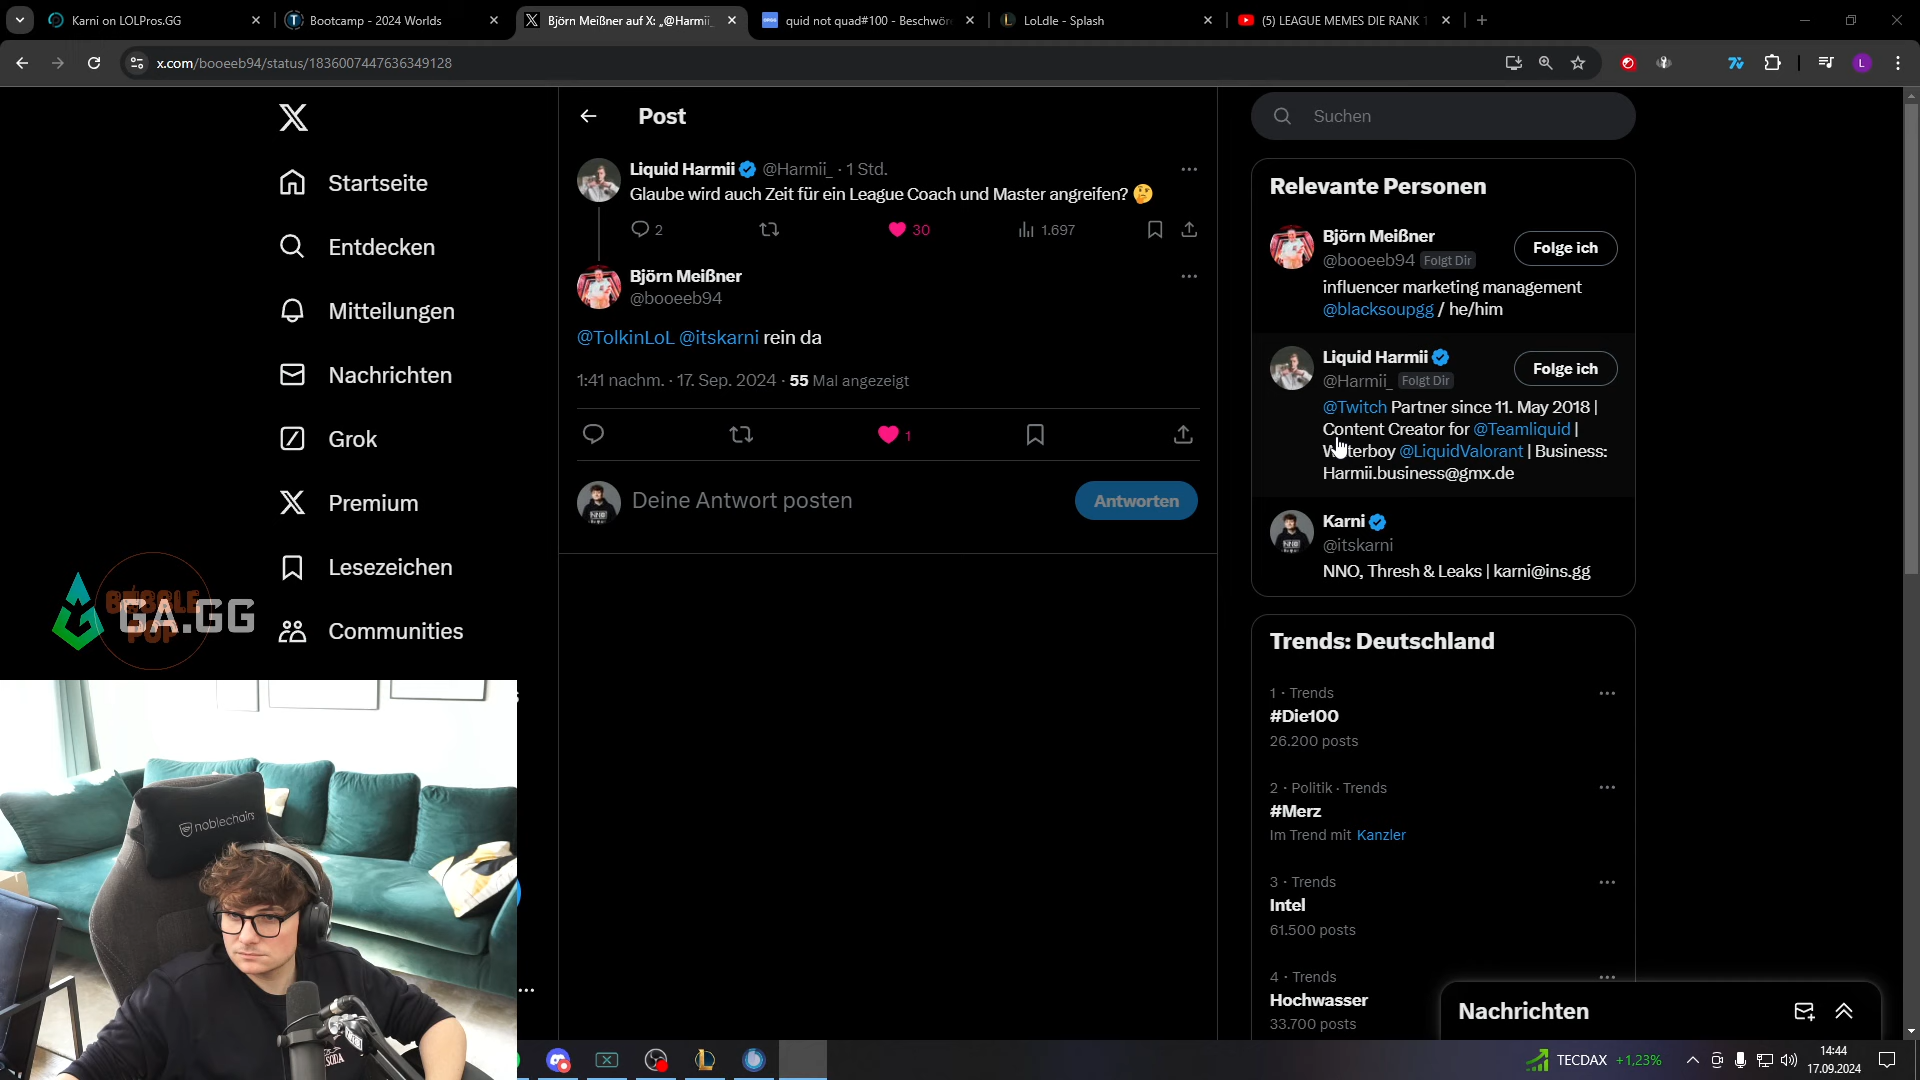 Karni on LOLPros.GG
Bootcamp - 2024 Worlds
Björn Meißner auf X: „@Harmii_
quid not quad#100 - Beschwör
LoLdle - Splash
(5) LEAGUE MEMES DIE RANK 1
x.com/booeeb94/status/1836007447636349128
L
Startseite
Entdecken
Mitteilungen
Nachrichten
Grok
Premium
Lesezeichen
Communities
GA.GG
Post
Liquid Harmii @Harmii_ · 1 Std.
Glaube wird auch Zeit für ein League Coach und Master angreifen? 🤔
2
30
1.697
Björn Meißner
@booeeb94
@TolkinLoL @itskarni rein da
1:41 nachm. · 17. Sep. 2024 · 55 Mal angezeigt
1
Deine Antwort posten
Antworten
Suchen
Relevante Personen
Björn Meißner
@booeeb94 Folgt Dir
Folge ich
influencer marketing management
@blacksoupgg / he/him
Liquid Harmii
@Harmii_ Folgt Dir
Folge ich
@Twitch Partner since 11. May 2018 |
Content Creator for @Teamliquid |
Waterboy @LiquidValorant | Business:
Harmii.business@gmx.de
Karni
@itskarni
NNO, Thresh & Leaks | karni@ins.gg
Trends: Deutschland
1 · Trends
#Die100
26.200 posts
2 · Politik · Trends
#Merz
Im Trend mit Kanzler
3 · Trends
Intel
61.500 posts
4 · Trends
Hochwasser
33.700 posts
Nachrichten
noblechairs
SODA
TECDAX +1,23%
14:44
17.09.2024